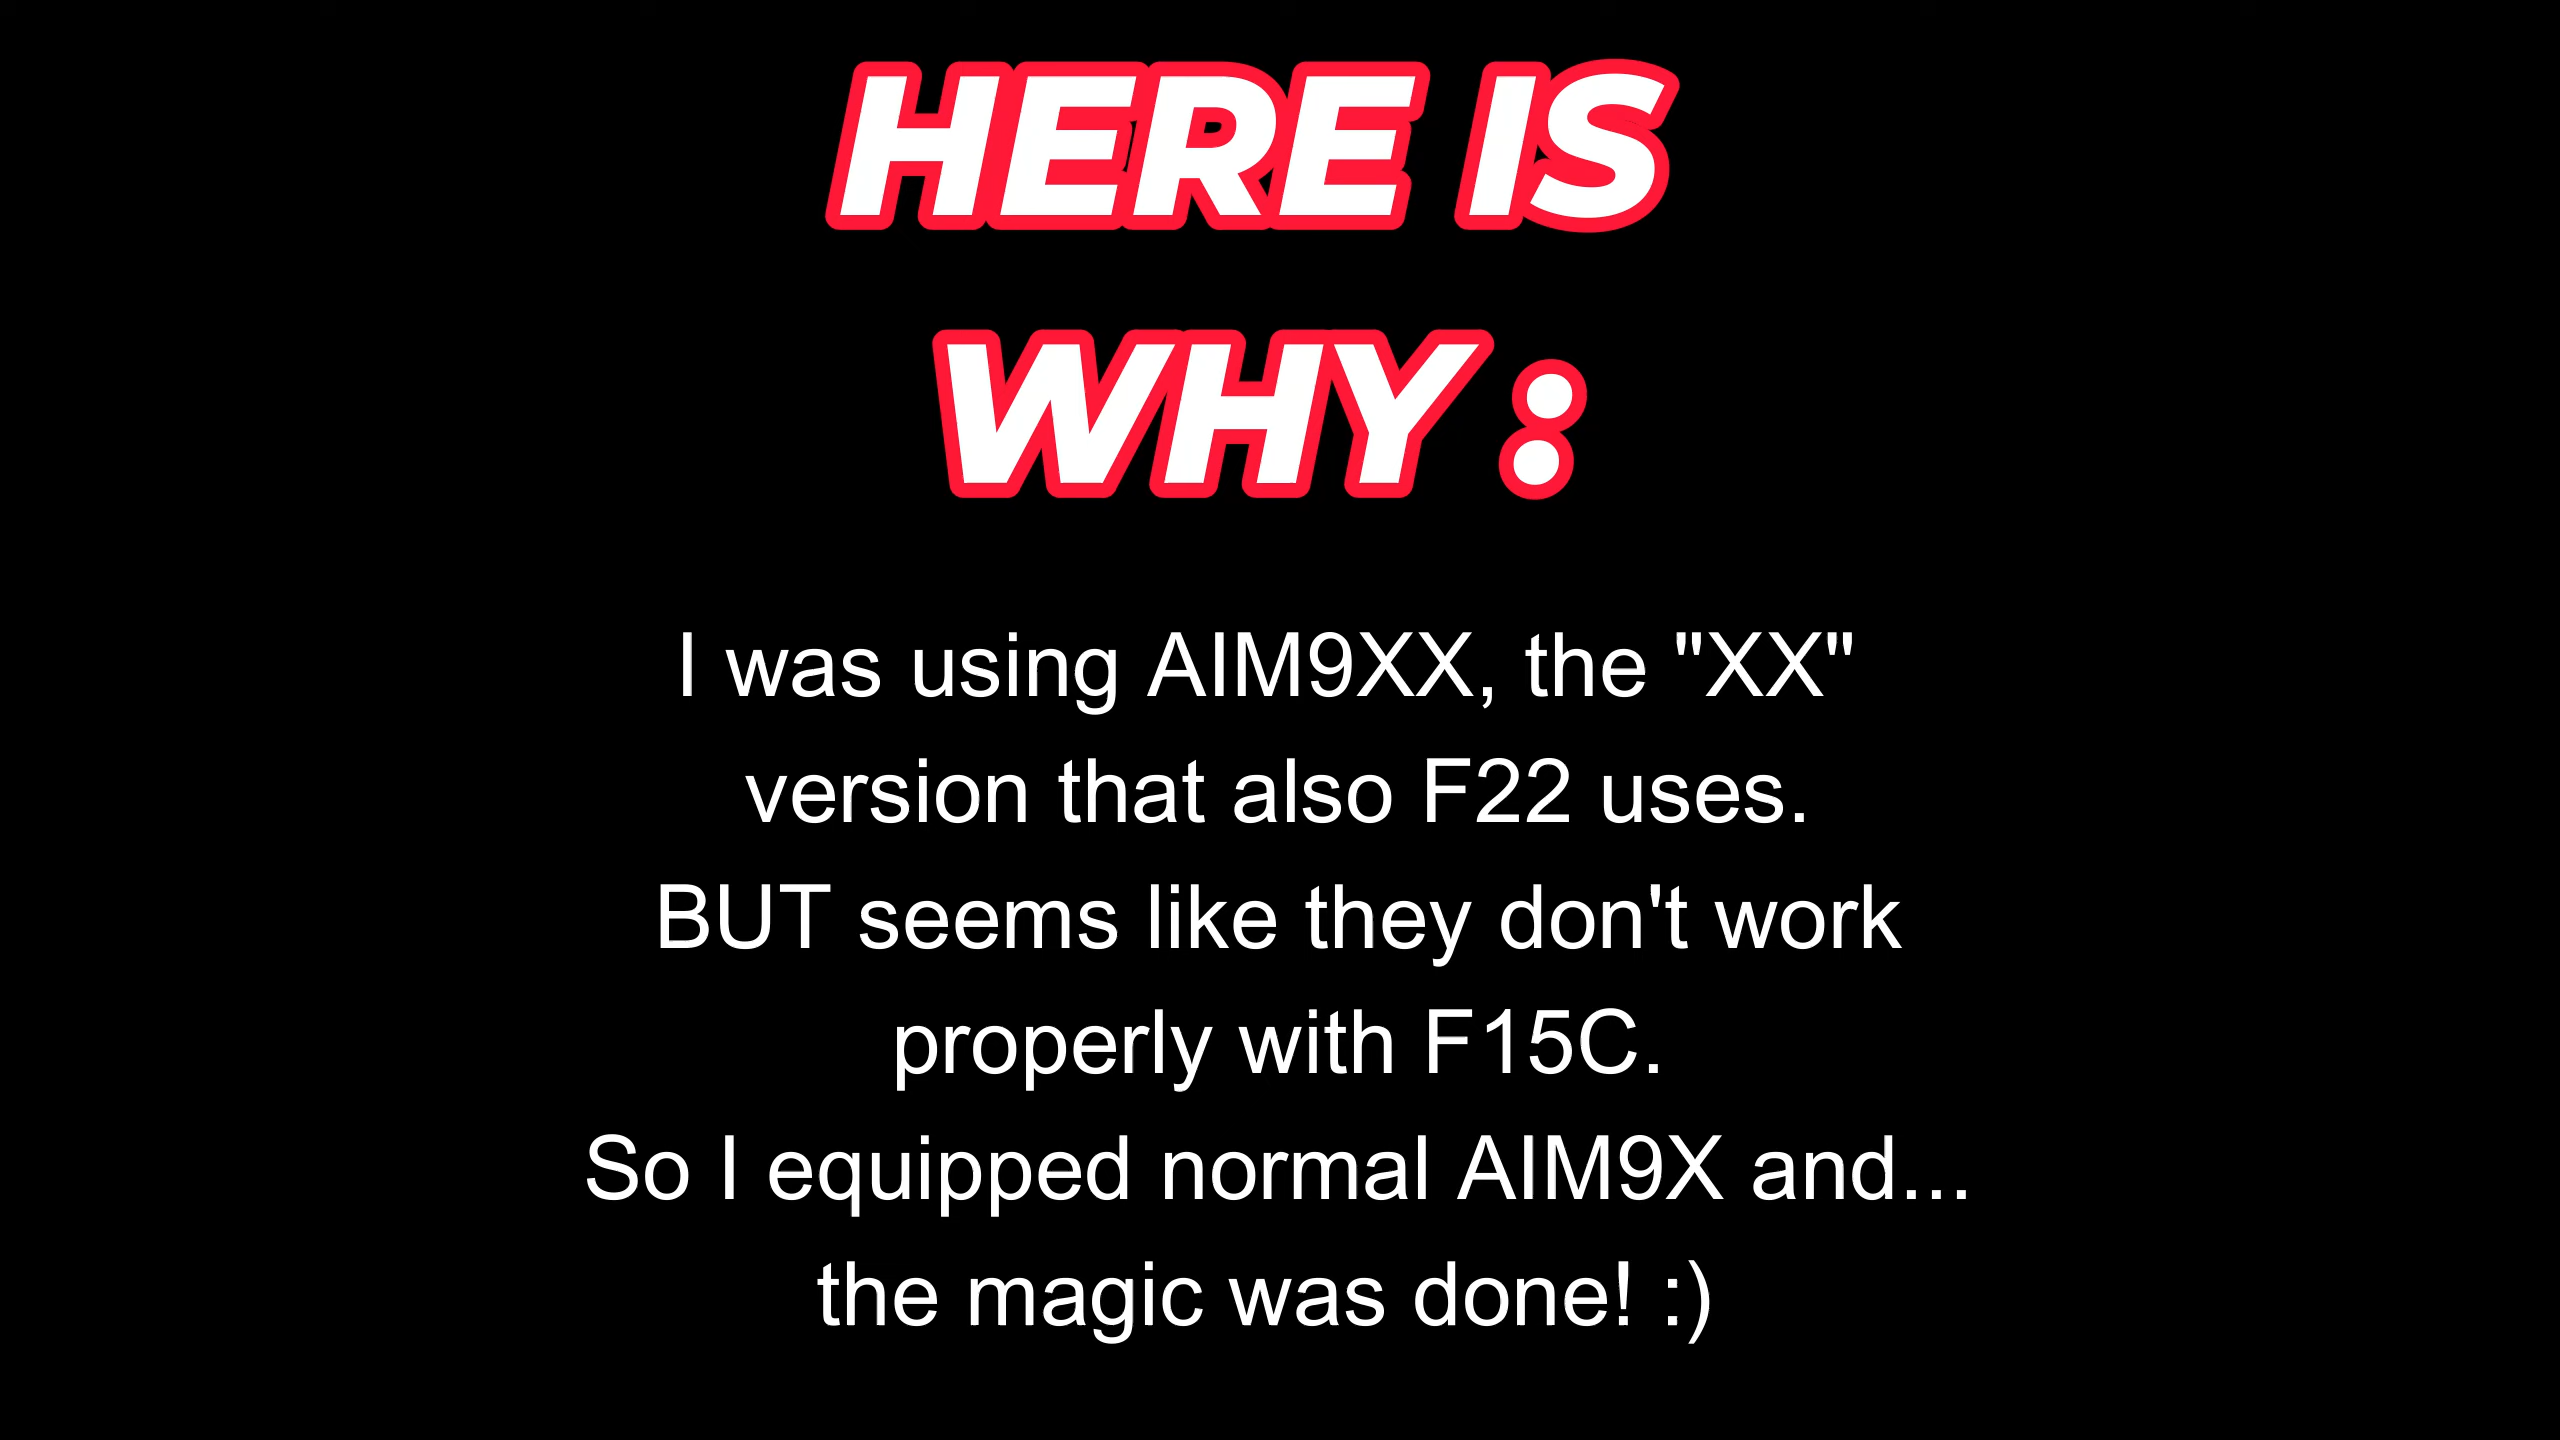 HERE IS
WHY :
I was using AIM9XX, the "XX"
version that also F22 uses.
BUT seems like they don't work
properly with F15C.
So I equipped normal AIM9X and...
the magic was done! :)